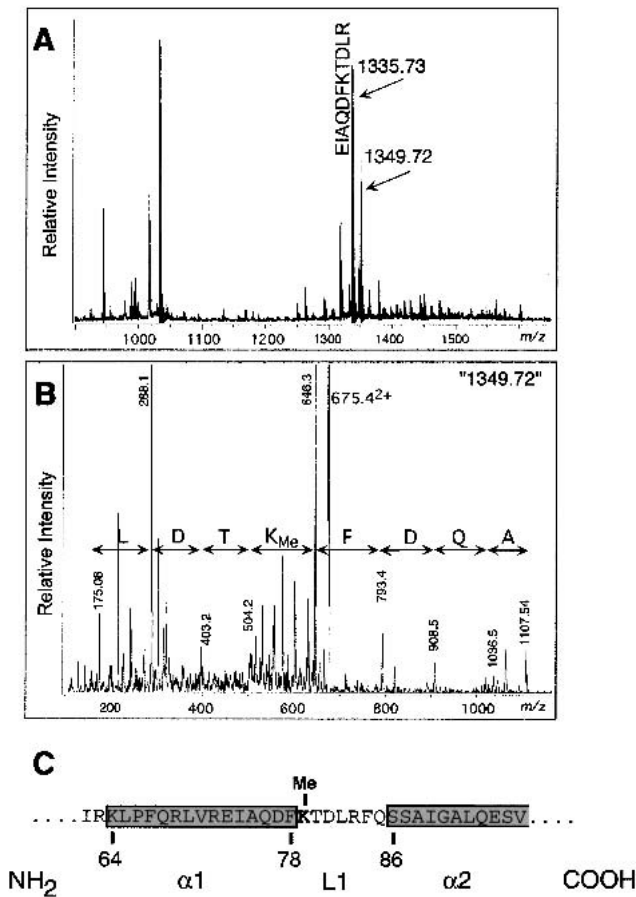 A
Relative Intensity
EIAQDFKTDLR
1335.73
1349.72
1000 1100 1200 1300 1400 1500 m/z
B
"1349.72"
Relative Intensity
288.1
646.3
675.4²⁺
L D T K_Me F D Q A
175.08
403.2
504.2
793.4
908.5
1036.5
1107.54
200 400 600 800 1000 m/z
C
Me
....IRKLPFQRLVREIAQDFKTDLRFQSSAIGALQESV....
64 78 86
NH₂ α1 L1 α2 COOH